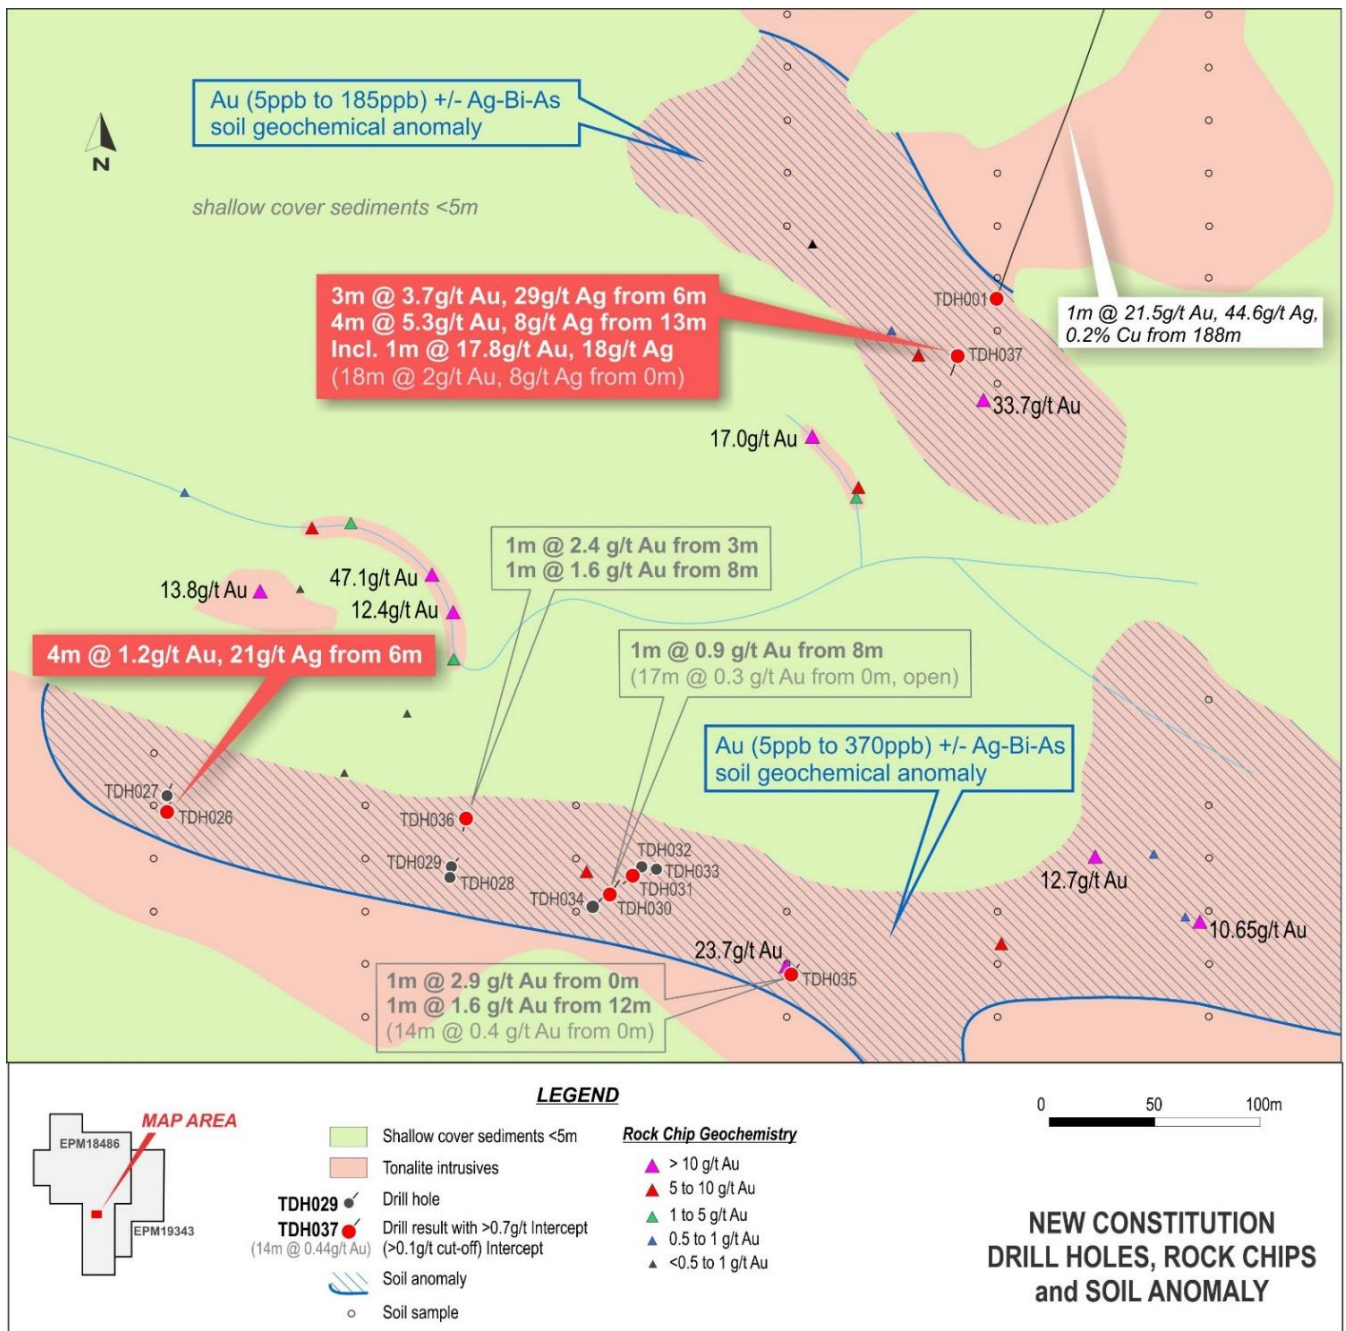 Au (5ppb to 185ppb) +/- Ag-Bi-As
soil geochemical anomaly
N
shallow cover sediments <5m
3m @ 3.7g/t Au, 29g/t Ag from 6m
4m @ 5.3g/t Au, 8g/t Ag from 13m
Incl. 1m @ 17.8g/t Au, 18g/t Ag
(18m @ 2g/t Au, 8g/t Ag from 0m)
TDH001
1m @ 21.5g/t Au, 44.6g/t Ag,
0.2% Cu from 188m
TDH037
33.7g/t Au
17.0g/t Au
1m @ 2.4 g/t Au from 3m
1m @ 1.6 g/t Au from 8m
47.1g/t Au
13.8g/t Au
12.4g/t Au
4m @ 1.2g/t Au, 21g/t Ag from 6m
1m @ 0.9 g/t Au from 8m
(17m @ 0.3 g/t Au from 0m, open)
Au (5ppb to 370ppb) +/- Ag-Bi-As
soil geochemical anomaly
TDH027
TDH026
TDH036
TDH029
TDH028
TDH032
TDH033
TDH031
TDH034
TDH030
12.7g/t Au
10.65g/t Au
23.7g/t Au
TDH035
1m @ 2.9 g/t Au from 0m
1m @ 1.6 g/t Au from 12m
(14m @ 0.4 g/t Au from 0m)
LEGEND
MAP AREA
EPM18486
EPM19343
Shallow cover sediments <5m
Tonalite intrusives
TDH029 Drill hole
TDH037 Drill result with >0.7g/t Intercept
(14m @ 0.44g/t Au) (>0.1g/t cut-off) Intercept
Soil anomaly
Soil sample
Rock Chip Geochemistry
> 10 g/t Au
5 to 10 g/t Au
1 to 5 g/t Au
0.5 to 1 g/t Au
<0.5 to 1 g/t Au
0 50 100m
NEW CONSTITUTION
DRILL HOLES, ROCK CHIPS
and SOIL ANOMALY